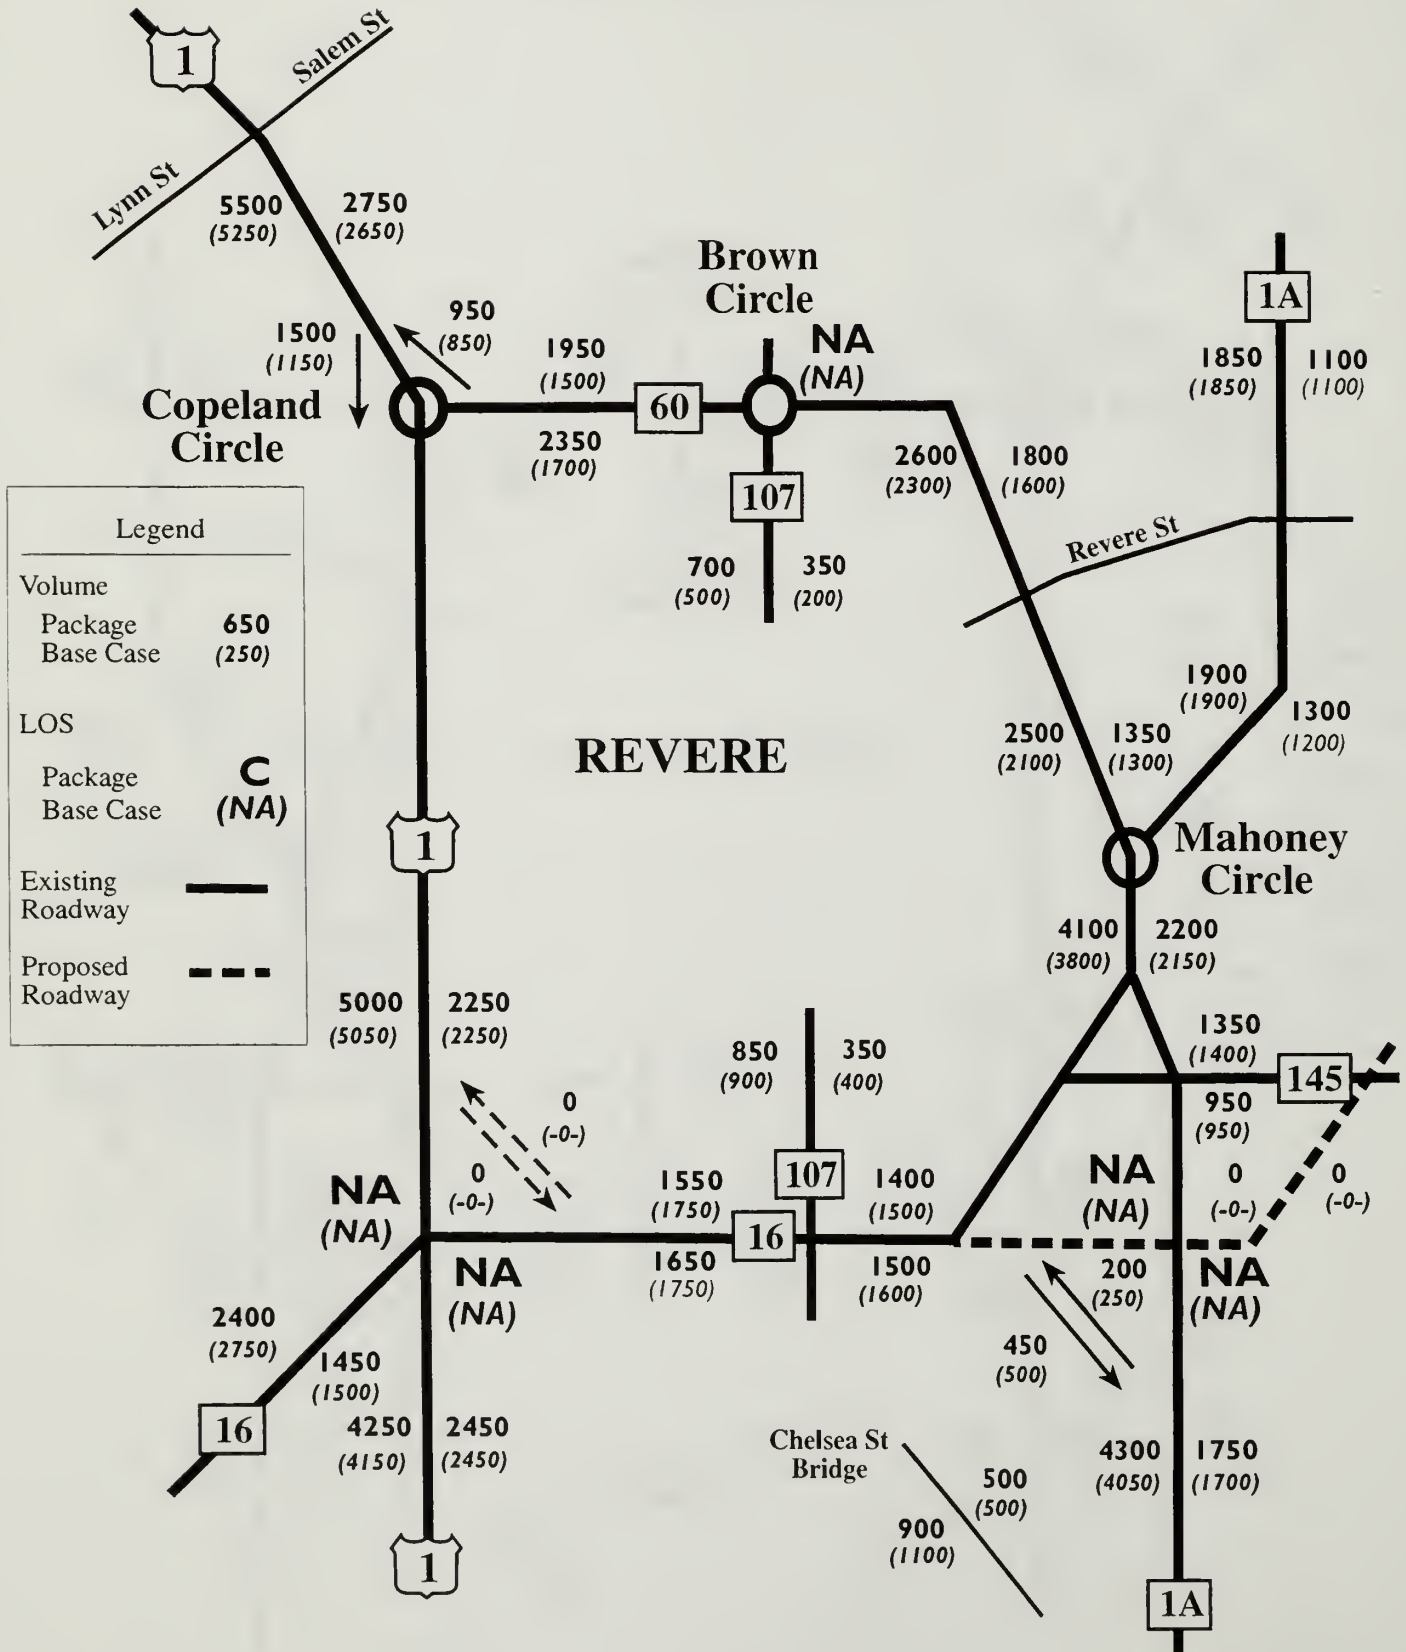 1
Salem St
Lynn St
5500
(5250)
2750
(2650)
Brown
Circle
1A
950
(850)
1500
(1150)
1950
(1500)
NA
(NA)
1850
(1850)
1100
(1100)
Copeland
Circle
60
2350
(1700)
2600
(2300)
1800
(1600)
107
Revere St
700
(500)
350
(200)
Legend
Volume
Package 650
Base Case (250)
LOS
Package C
Base Case (NA)
Existing
Roadway
Proposed
Roadway
1900
(1900)
1300
(1200)
REVERE
2500
(2100)
1350
(1300)
1
Mahoney
Circle
4100
(3800)
2200
(2150)
5000
(5050)
2250
(2250)
850
(900)
350
(400)
1350
(1400)
145
950
(950)
0
(-0-)
0
(-0-)
NA
(NA)
1550
(1750)
107
1400
(1500)
NA
(NA)
0
(-0-)
0
(-0-)
16
NA
(NA)
1650
(1750)
1500
(1600)
200
(250)
NA
(NA)
2400
(2750)
1450
(1500)
450
(500)
16
4250
(4150)
2450
(2450)
Chelsea St
Bridge
500
(500)
900
(1100)
4300
(4050)
1750
(1700)
1
1A